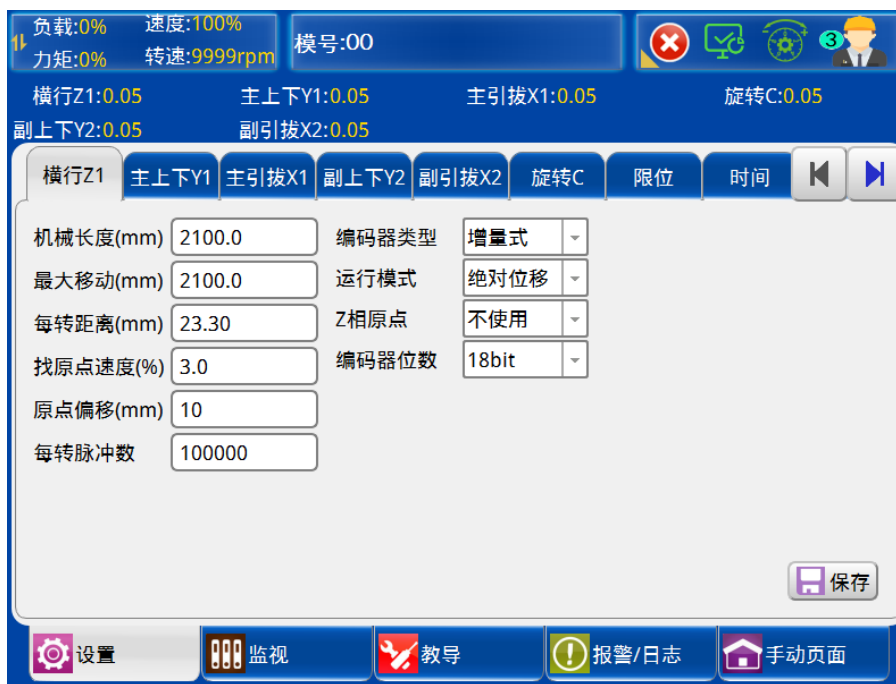 负载:0% 速度:100%
模号:00
力矩:0% 转速:9999rpm
3
横行Z1:0.05 主上下Y1:0.05 主引拔X1:0.05 旋转C:0.05
副上下Y2:0.05 副引拔X2:0.05
横行Z1 主上下Y1 主引拔X1 副上下Y2 副引拔X2 旋转C 限位 时间
机械长度(mm) 2100.0 编码器类型 增量式
最大移动(mm) 2100.0 运行模式 绝对位移
每转距离(mm) 23.30 Z相原点 不使用
找原点速度(%) 3.0 编码器位数 18bit
原点偏移(mm) 10
每转脉冲数 100000
保存
设置 监视 教导 报警/日志 手动页面